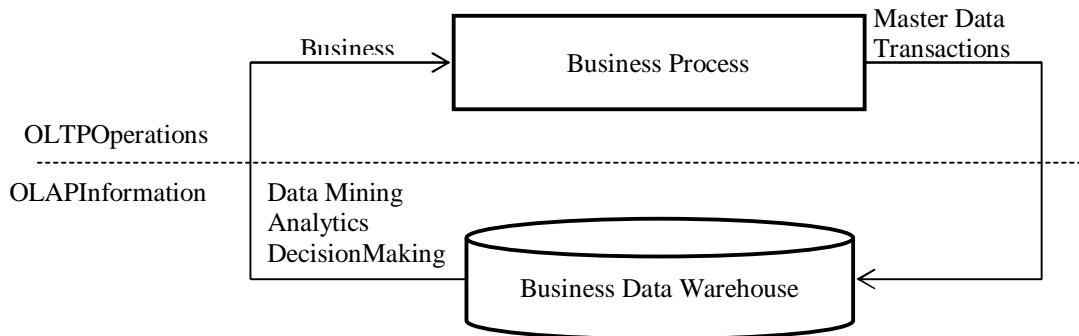 Master Data
Transactions
Business
Business Process
OLTPOperations
OLAPInformation
Data Mining
Analytics
DecisionMaking
Business Data Warehouse